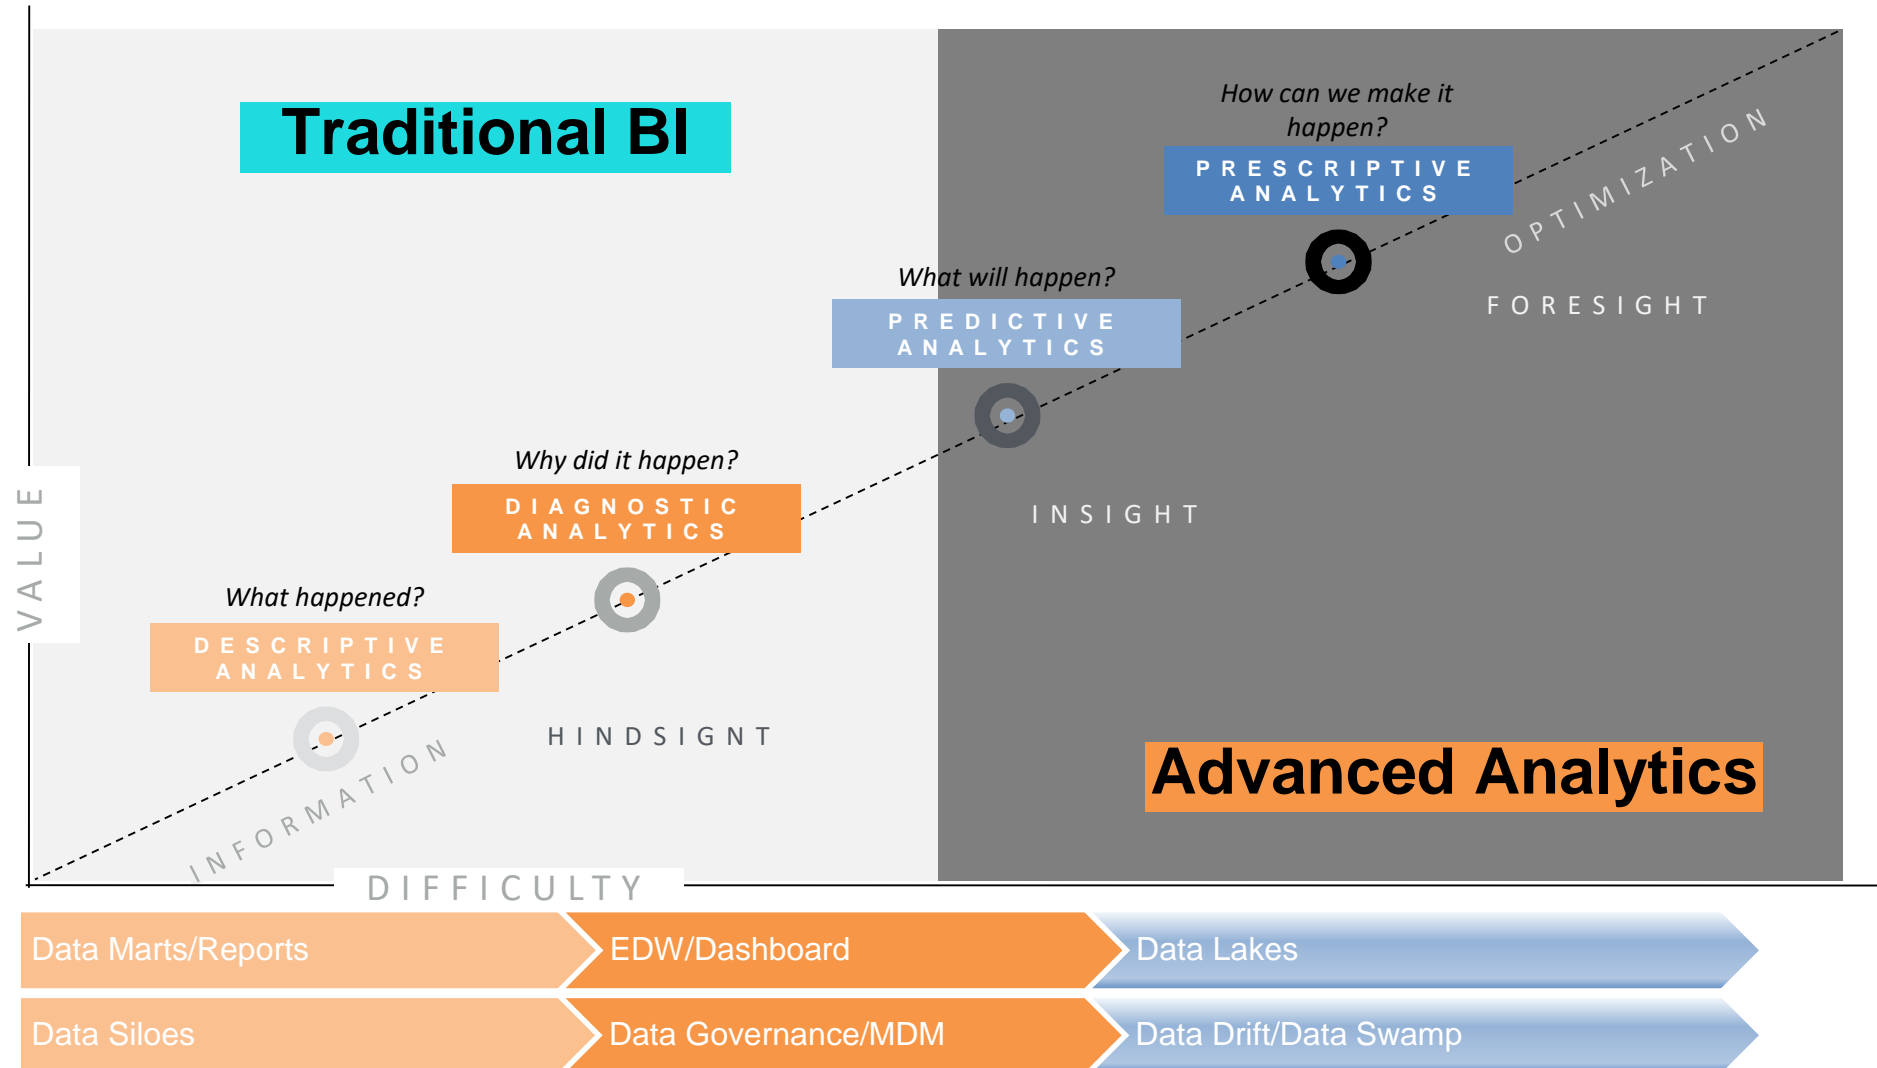 Traditional BI
How can we make it
happen?
PRESCRIPTIVE
ANALYTICS
OPTIMIZATION
What will happen?
PREDICTIVE
ANALYTICS
FORESIGHT
Why did it happen?
DIAGNOSTIC
ANALYTICS
INSIGHT
VALUE
What happened?
DESCRIPTIVE
ANALYTICS
HINDSIGNT
INFORMATION
Advanced Analytics
DIFFICULTY
Data Marts/Reports
EDW/Dashboard
Data Lakes
Data Siloes
Data Governance/MDM
Data Drift/Data Swamp